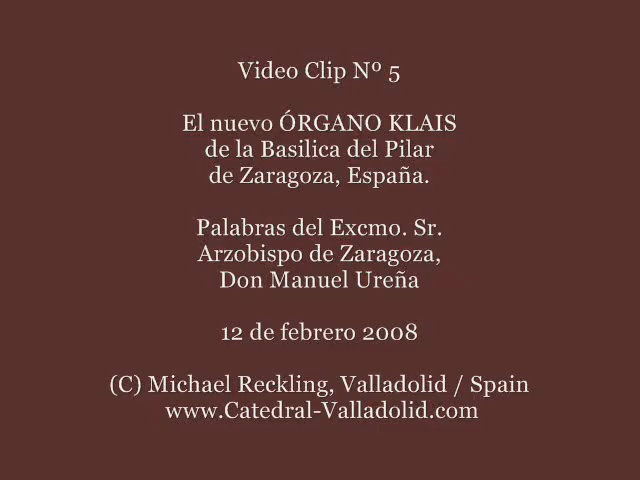 Video Clip Nº 5
El nuevo ÓRGANO KLAIS
de la Basilica del Pilar
de Zaragoza, España.
Palabras del Excmo. Sr.
Arzobispo de Zaragoza,
Don Manuel Ureña
12 de febrero 2008
(C) Michael Reckling, Valladolid / Spain
www.Catedral-Valladolid.com